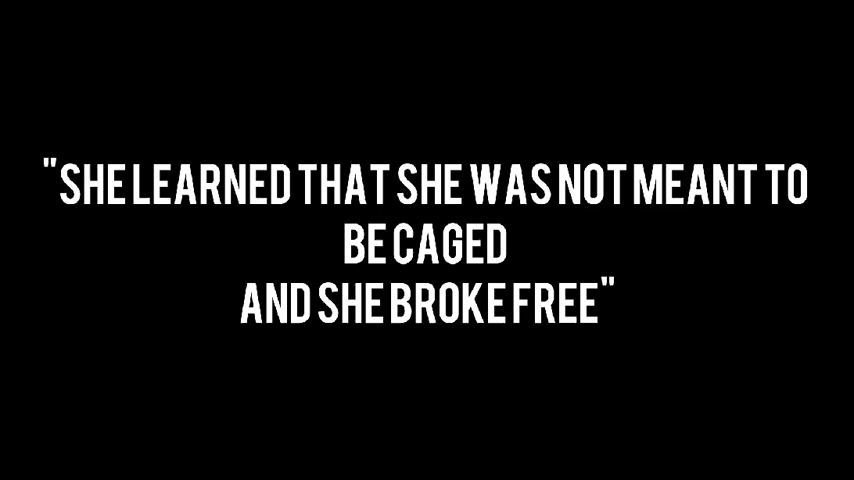 "SHE LEARNED THAT SHE WAS NOT MEANT TO
BE CAGED
AND SHE BROKE FREE"